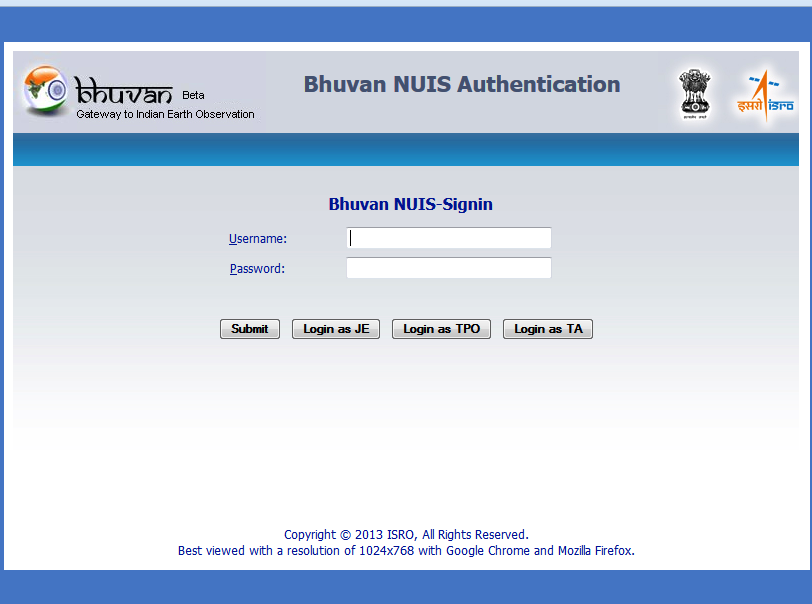 bhuvan Beta
Gateway to Indian Earth Observation
Bhuvan NUIS Authentication
इसरो isro
Bhuvan NUIS-Signin
Username:
Password:
Submit Login as JE Login as TPO Login as TA
Copyright © 2013 ISRO, All Rights Reserved.
Best viewed with a resolution of 1024x768 with Google Chrome and Mozilla Firefox.